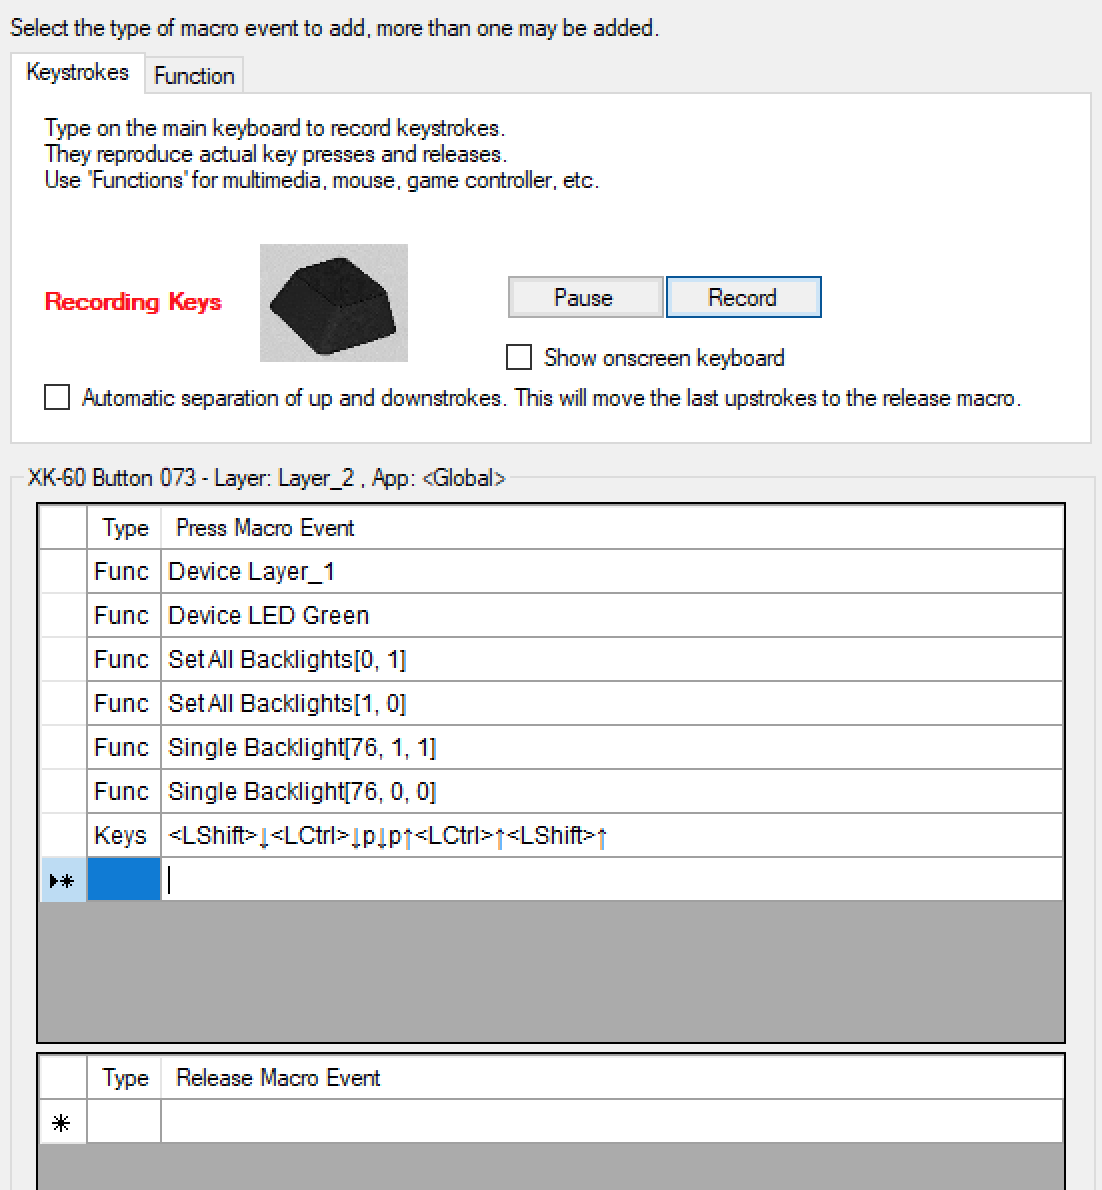 Select the type of macro event to add, more than one may be added.
Keystrokes Function
Type on the main keyboard to record keystrokes.
They reproduce actual key presses and releases.
Use 'Functions' for multimedia, mouse, game controller, etc.
Recording Keys
Pause Record
Show onscreen keyboard
Automatic separation of up and downstrokes. This will move the last upstrokes to the release macro.
XK-60 Button 073 - Layer: Layer_2 , App: <Global>
Type Press Macro Event
Func Device Layer_1
Func Device LED Green
Func Set All Backlights[0, 1]
Func Set All Backlights[1, 0]
Func Single Backlight[76, 1, 1]
Func Single Backlight[76, 0, 0]
Keys <LShift>↓<LCtrl>↓p↓p↑<LCtrl>↑<LShift>↑
Type Release Macro Event